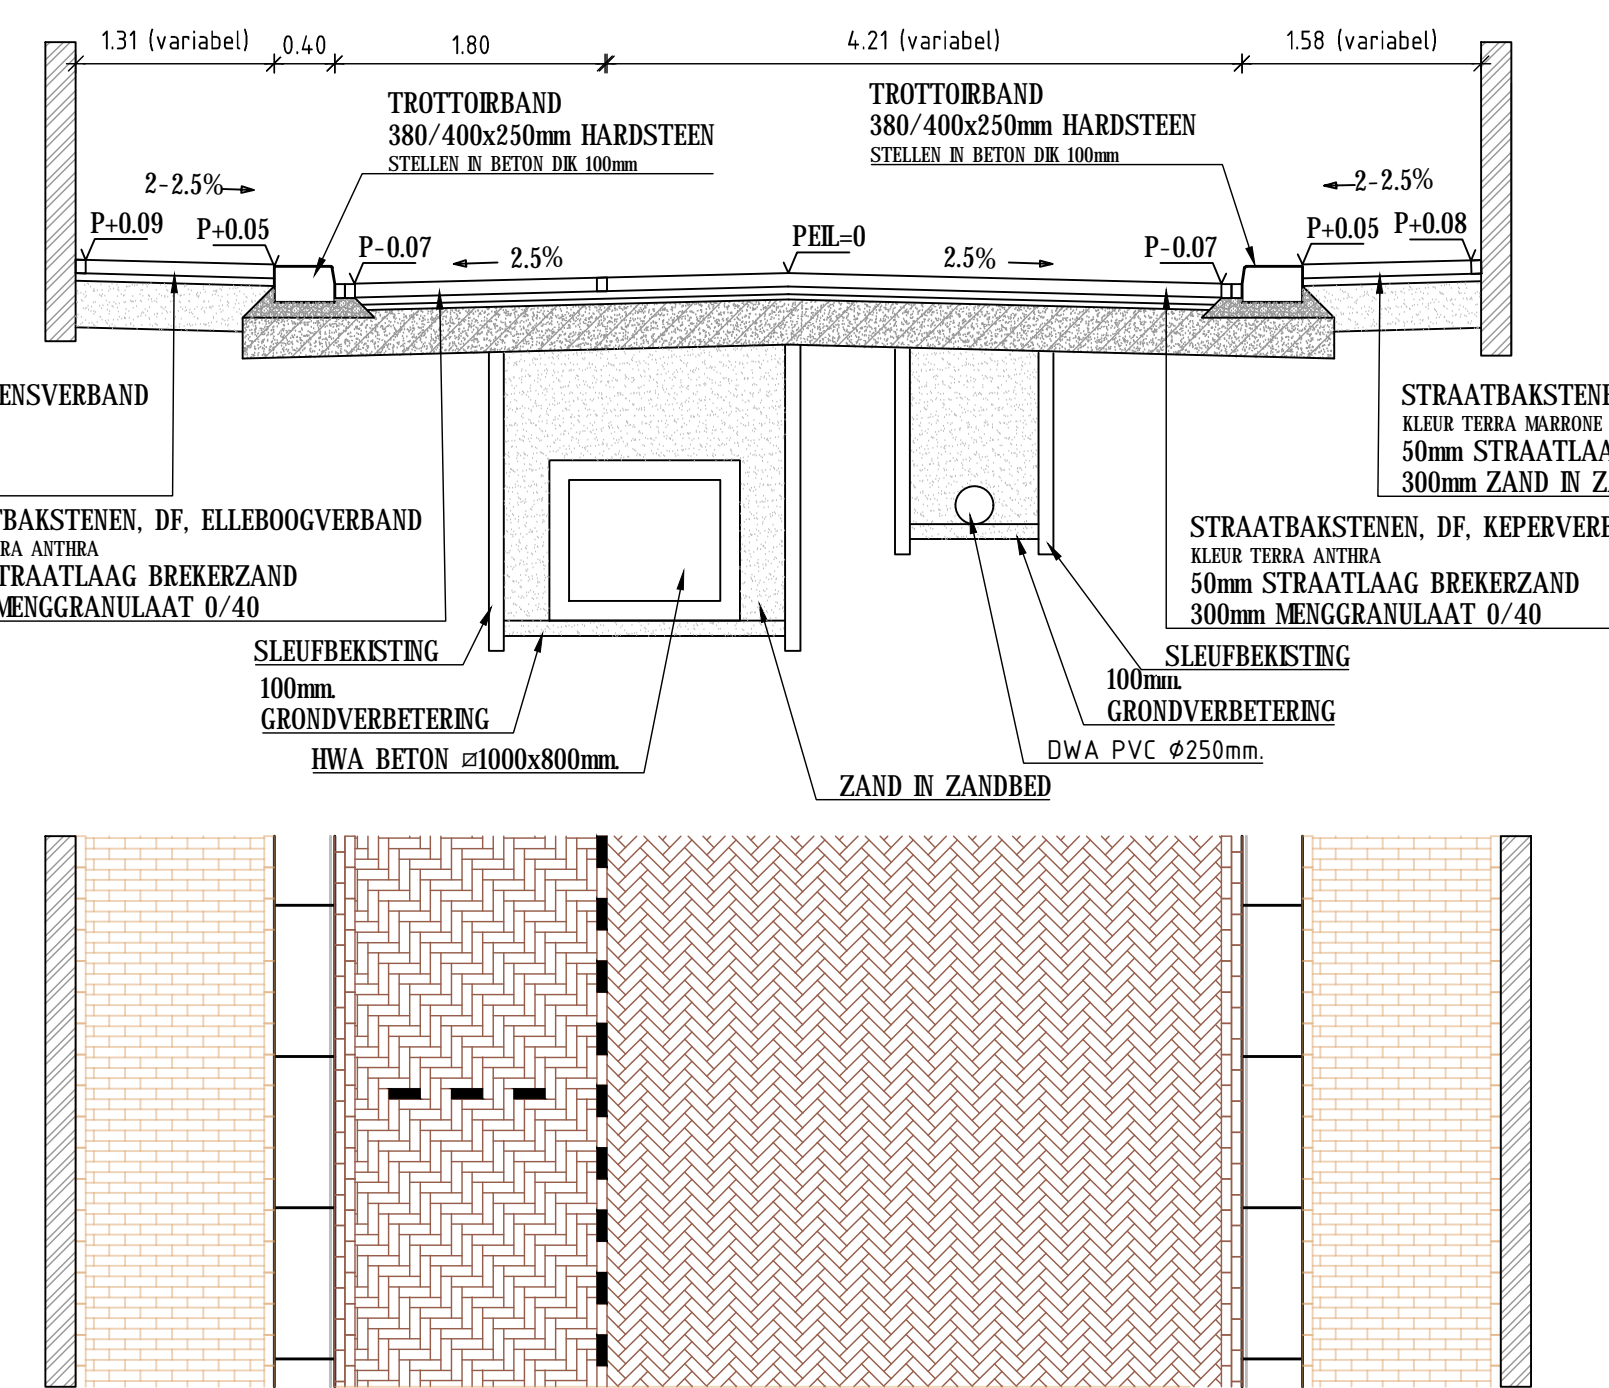 1.31 (variabel) 0.40 1.80 4.21 (variabel) 1.58 (variabel)
TROTTOIRBAND
380/400x250mm HARDSTEEN
STELLEN IN BETON DIK 100mm
TROTTOIRBAND
380/400x250mm HARDSTEEN
STELLEN IN BETON DIK 100mm
2-2.5%
2-2.5%
P+0.09 P+0.05 P-0.07 2.5% PEIL=0 2.5% P-0.07 P+0.05 P+0.08
ENSVERBAND
STRAATBAKSTENE
KLEUR TERRA MARRONE
50mm STRAATLAA
300mm ZAND IN Z
TBAKSTENEN, DF, ELLEBOOGVERBAND
RA ANTHRA
TRAATLAAG BREKERZAND
MENGGRANULAAT 0/40
STRAATBAKSTENEN, DF, KEPERVERB
KLEUR TERRA ANTHRA
50mm STRAATLAAG BREKERZAND
300mm MENGGRANULAAT 0/40
SLEUFBEKISTING
100mm.
GRONDVERBETERING
HWA BETON ⧄1000x800mm.
SLEUFBEKISTING
100mm.
GRONDVERBETERING
DWA PVC Ø250mm.
ZAND IN ZANDBED